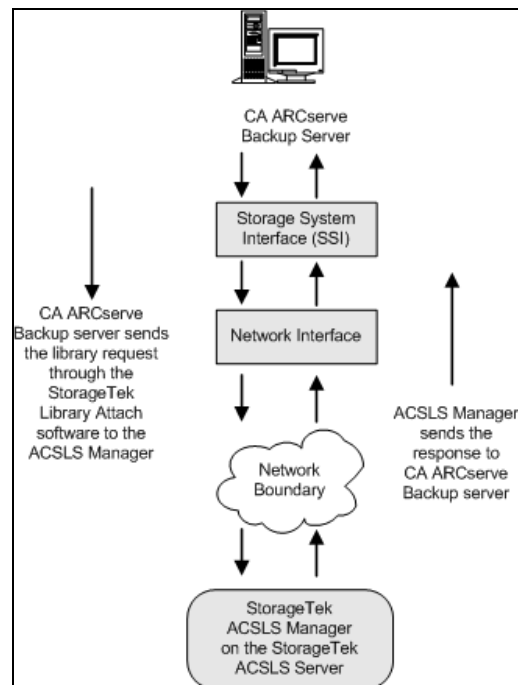 CA ARCserve
Backup Server
Storage System
Interface (SSI)
CA ARCserve
Backup server sends
the library request
through the
StorageTek
Library Attach
software to the
ACSLS Manager
Network Interface
ACSLS Manager
sends the
response to
CA ARCserve
Backup server
Network
Boundary
StorageTek
ACSLS Manager
on the StorageTek
ACSLS Server